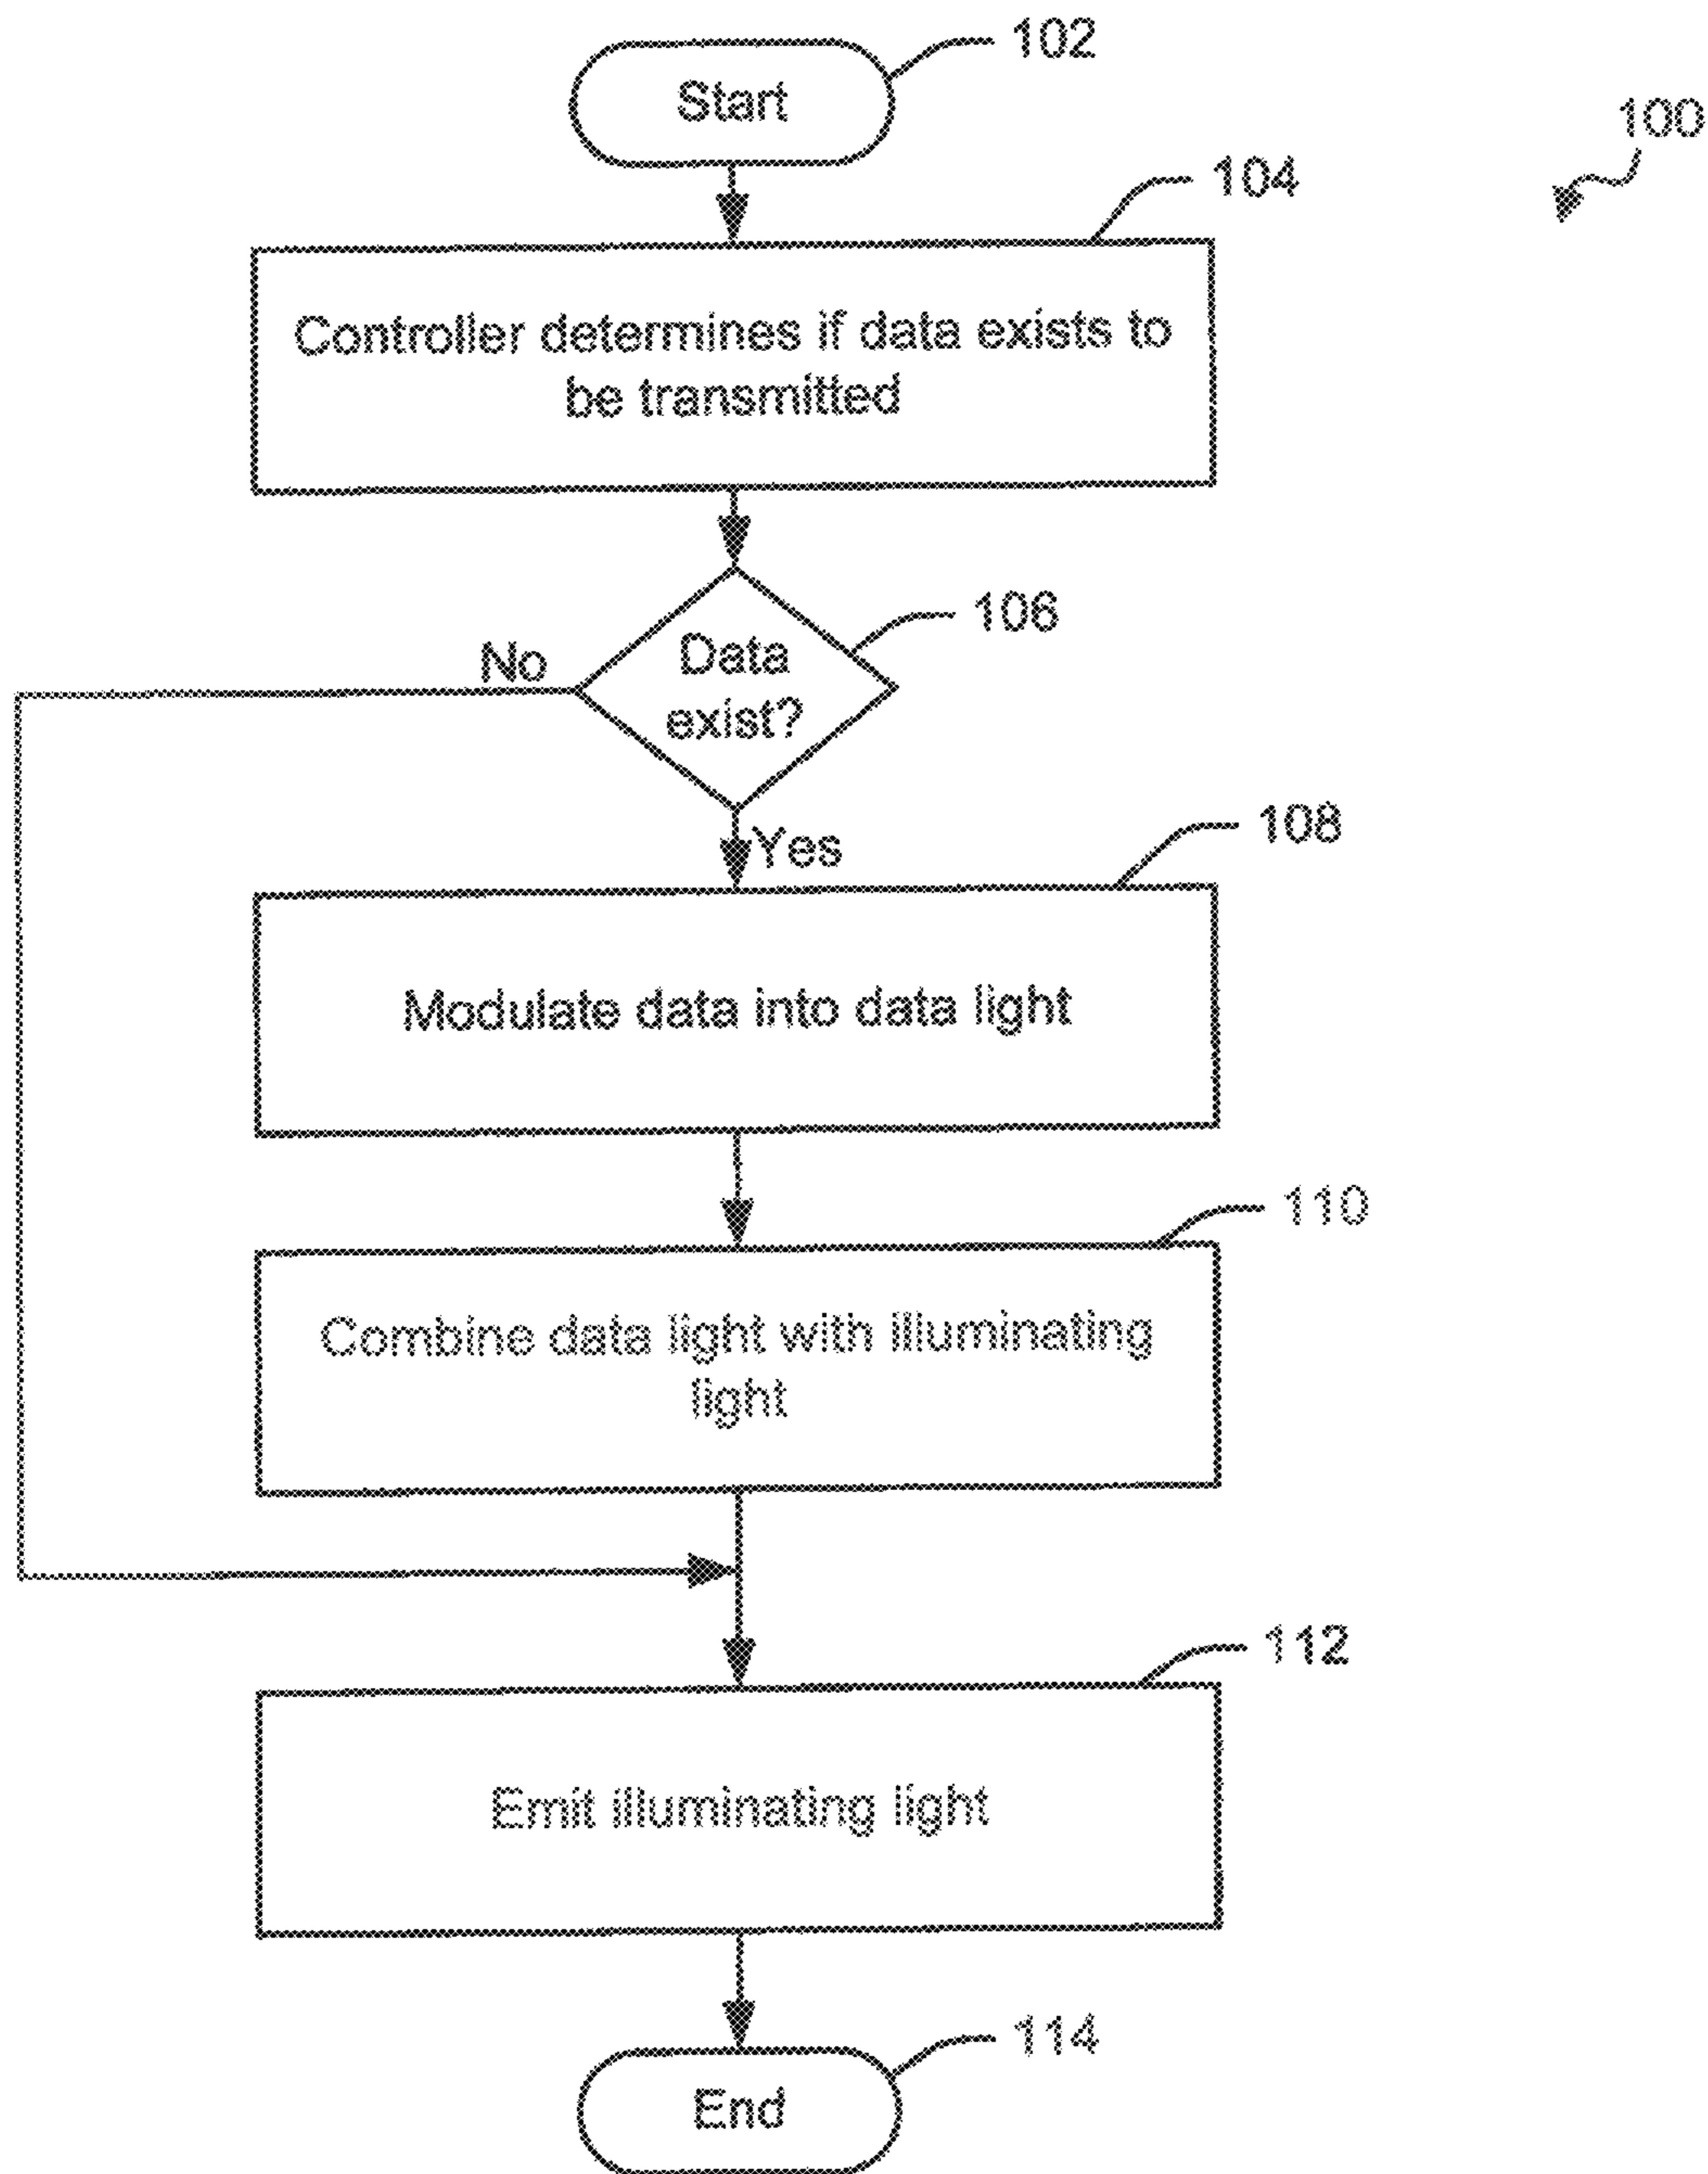 Start
102
100
104
Controller determines if data exists to
be transmitted
106
No
Data
exist?
Yes
108
Modulate data into data light
110
Combine data light with illuminating
light
112
Emit illuminating light
114
End